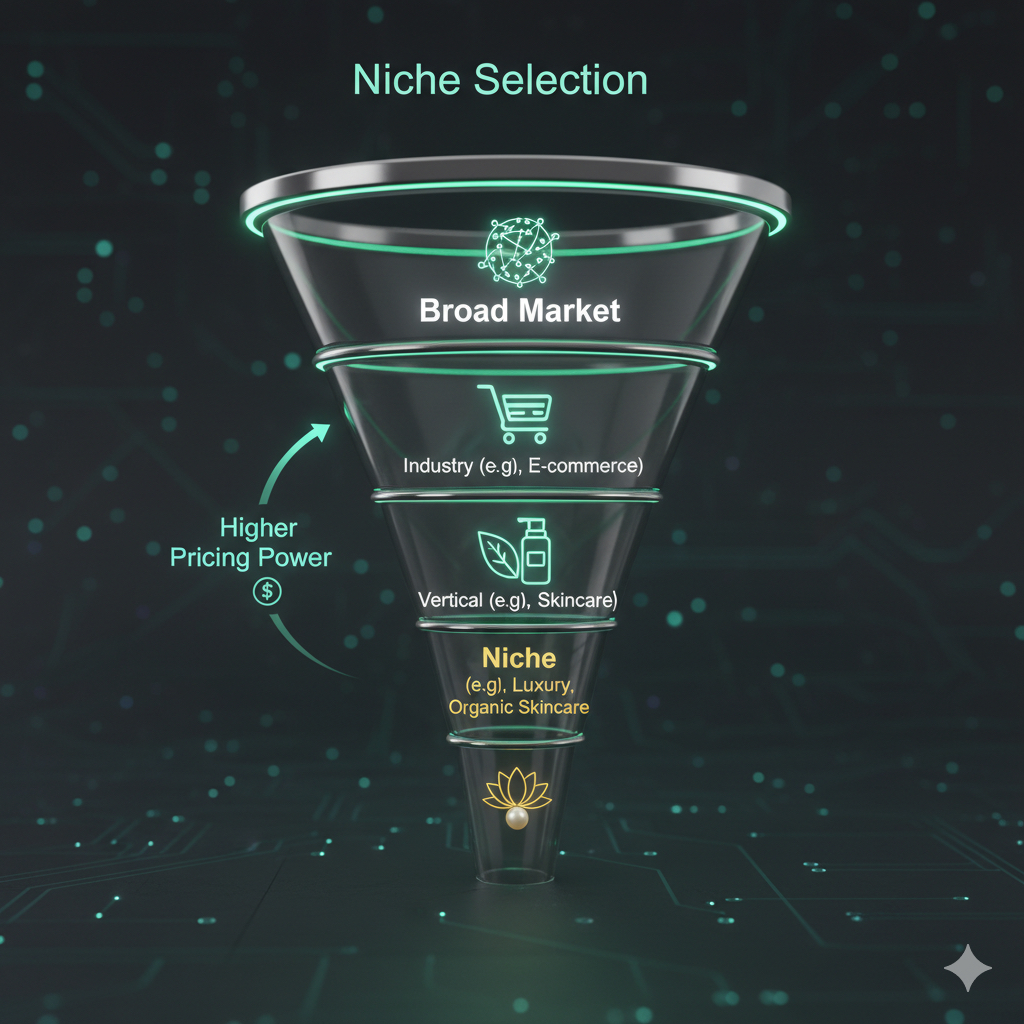 Niche Selection
Broad Market
Industry (e.g), E-commerce)
Higher
Pricing Power
$
Vertical (e.g), Skincare)
Niche
(e.g), Luxury,
Organic Skincare